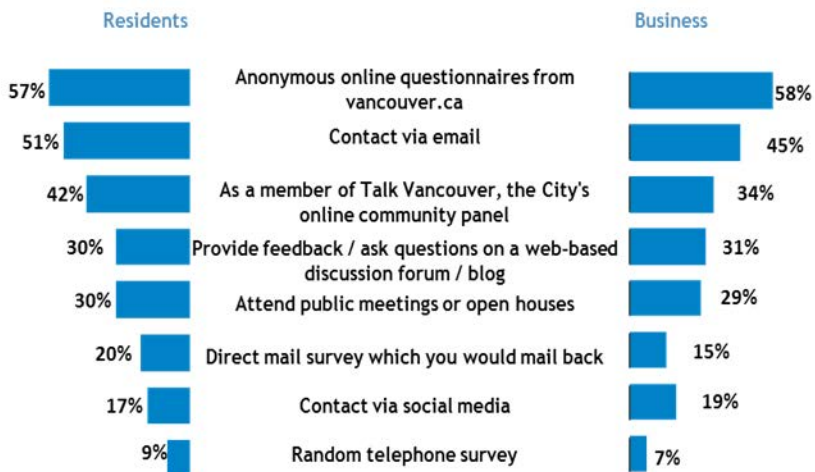 Residents
Business
57%
Anonymous online questionnaires from
vancouver.ca
58%
51%
Contact via email
45%
42%
As a member of Talk Vancouver, the City's
online community panel
34%
30%
Provide feedback / ask questions on a web-based
discussion forum / blog
31%
30%
Attend public meetings or open houses
29%
20%
Direct mail survey which you would mail back
15%
17%
Contact via social media
19%
9%
Random telephone survey
7%